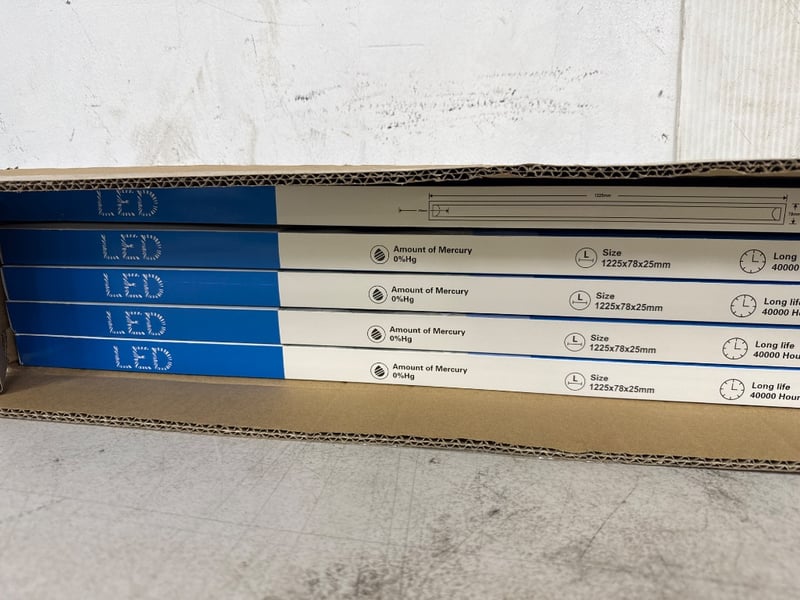 LED
1225mm
LED
Amount of Mercury
0%Hg
L
Size
1225x78x25mm
Long
40000
LED
Amount of Mercury
0%Hg
L
Size
1225x78x25mm
Long life
40000 H
LED
Amount of Mercury
0%Hg
L
Size
1225x78x25mm
Long life
40000 Hour
LED
Amount of Mercury
0%Hg
L
Size
1225x78x25mm
Long life
40000 Hour